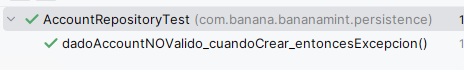 AccountRepositoryTest (com.banana.bananamint.persistence)
dadoAccountNOValido_cuandoCrear_entoncesExcepcion()